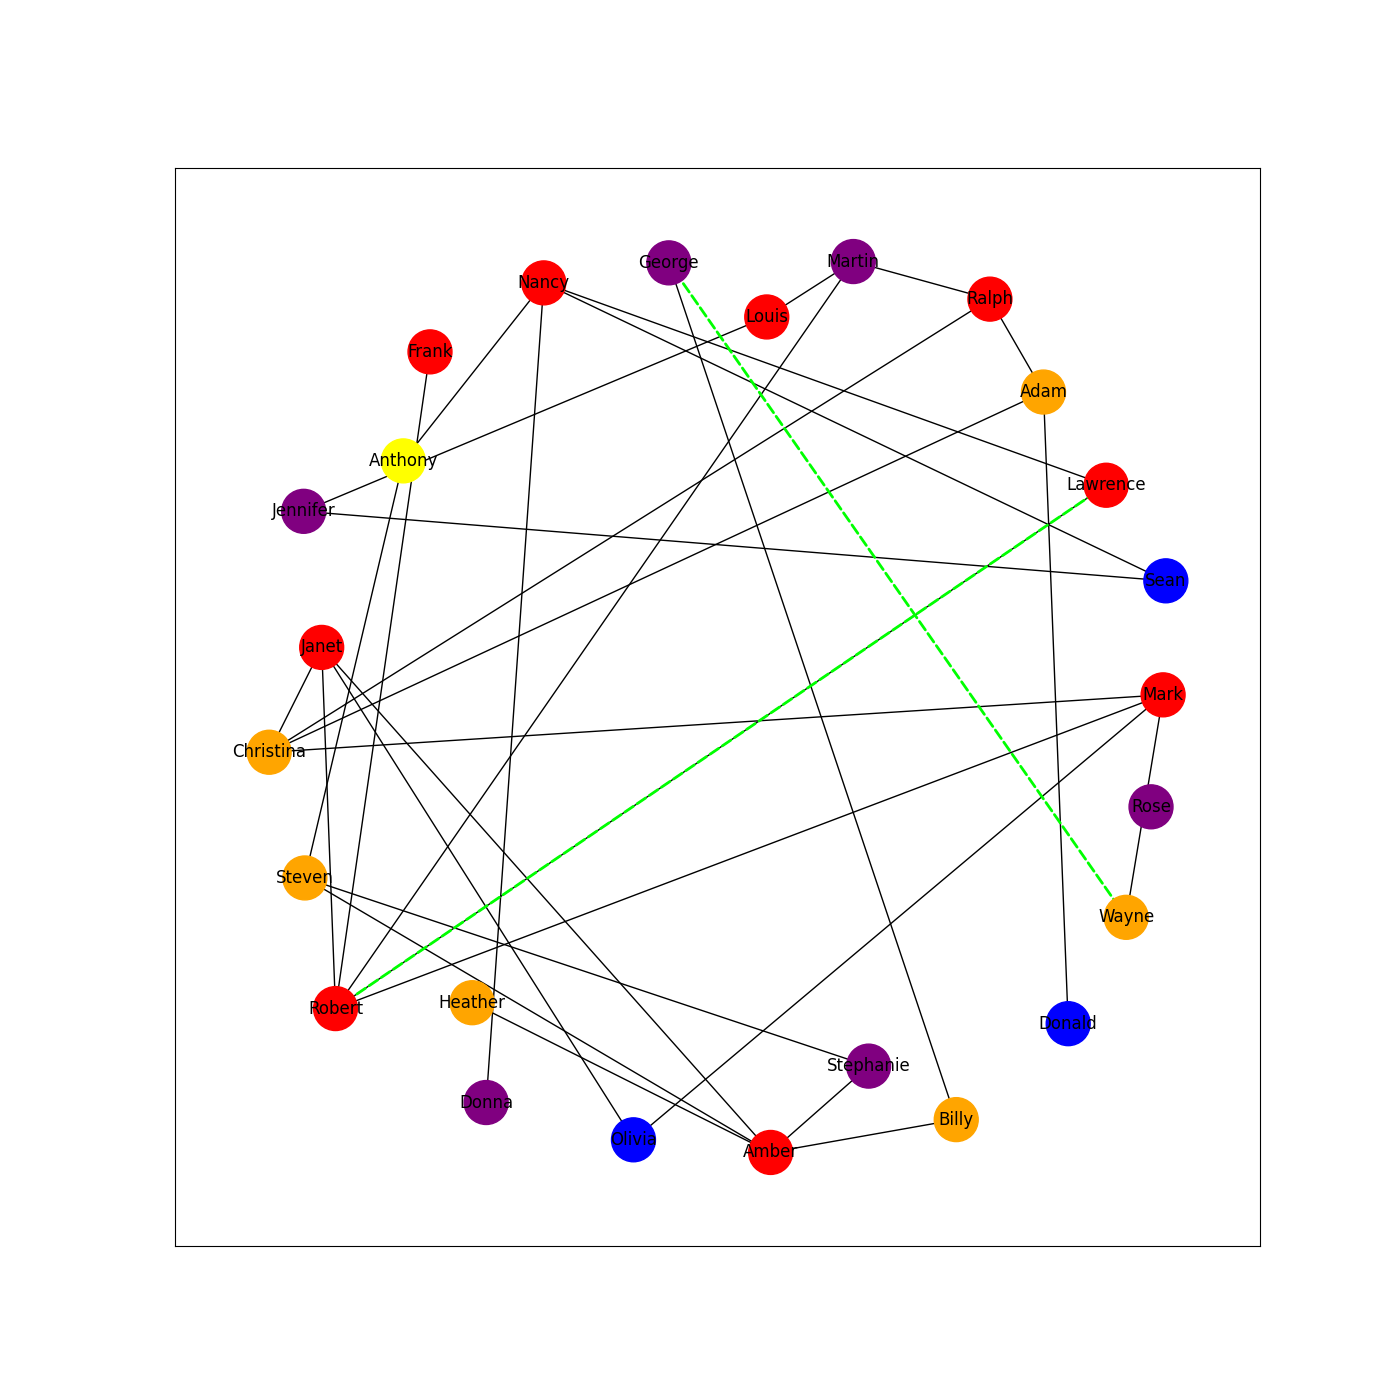 George
Martin
Nancy
Ralph
Louis
Frank
Adam
Anthony
Lawrence
Jennifer
Sean
Janet
Mark
Christina
Rose
Steven
Wayne
Heather
Robert
Donald
Stephanie
Donna
Billy
Olivia
Amber